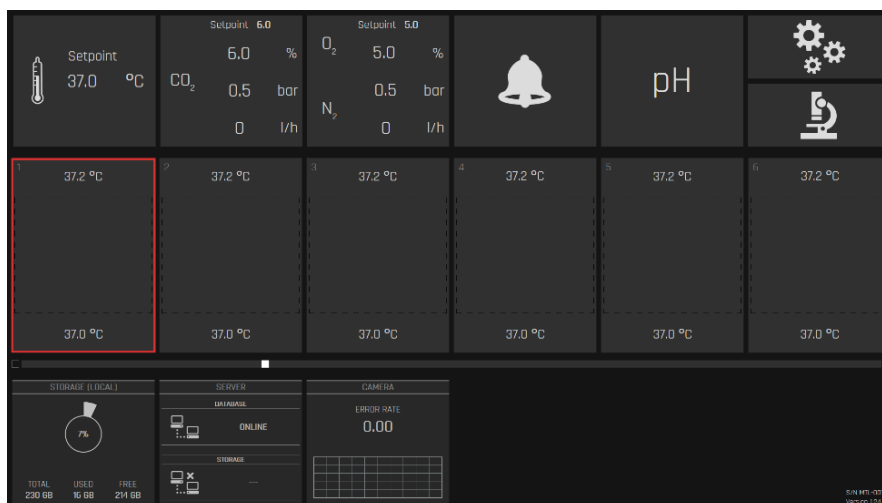 Setpoint
37.0 °C
Setpoint 6.0
6.0 %
CO2
0.5 bar
0 l/h
Setpoint 5.0
O2
5.0 %
0.5 bar
N2
0 l/h
pH
1
37.2 °C
37.0 °C
2
37.2 °C
37.0 °C
3
37.2 °C
37.0 °C
4
37.2 °C
37.0 °C
5
37.2 °C
37.0 °C
6
37.2 °C
37.0 °C
STORAGE (LOCAL)
7%
TOTAL USED FREE
230 GB 16 GB 214 GB
SERVER
DATABASE
ONLINE
STORAGE
—
CAMERA
ERROR RATE
0.00
S/N MTL-00
Version